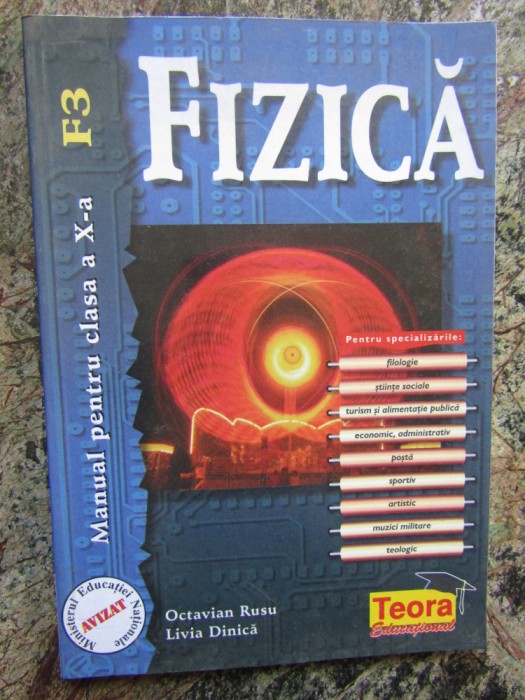 FIZICĂ
F3
Manual pentru clasa a X-a
Pentru specializările:
filologie
științe sociale
turism și alimentație publică
economic, administrativ
poștă
sportiv
artistic
muzici militare
teologic
Ministerul Educației Naționale
AVIZAT
Octavian Rusu
Livia Dinică
Teora
Educațional